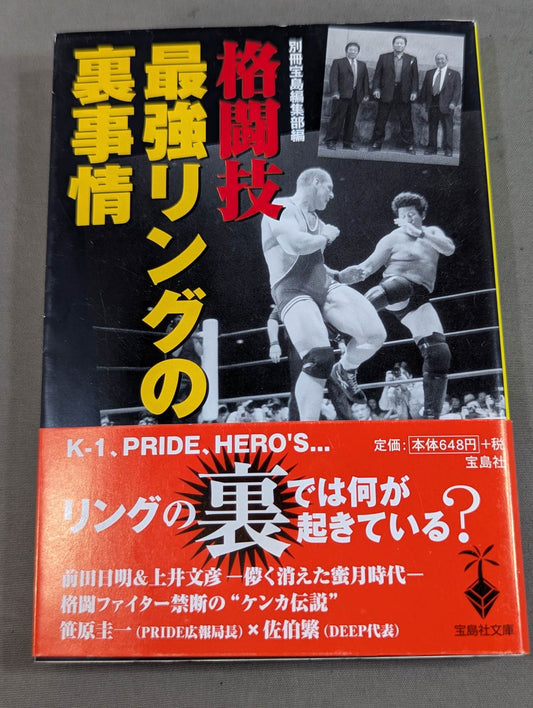 別冊宝島編集部編
格闘技
最強リングの
裏事情
K-1、PRIDE、HERO'S…
定価:本体648円+税
宝島社
リングの裏では何が
起きている?
前田日明&上井文彦―儚く消えた蜜月時代―
格闘ファイター禁断の“ケンカ伝説”
笹原圭一(PRIDE広報局長)×佐伯繁(DEEP代表)
宝島社文庫